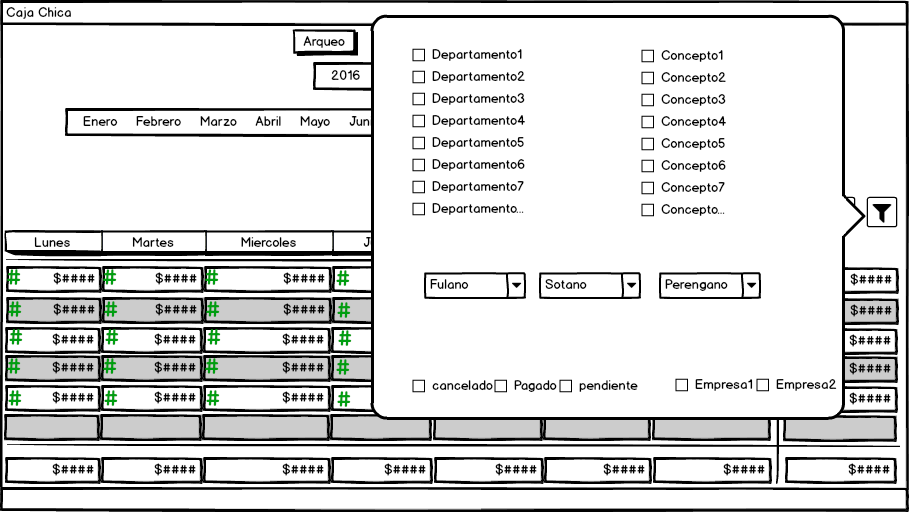 Caja Chica
Arqueo
2016
Enero Febrero Marzo Abril Mayo Jun
Departamento1 Concepto1
Departamento2 Concepto2
Departamento3 Concepto3
Departamento4 Concepto4
Departamento5 Concepto5
Departamento6 Concepto6
Departamento7 Concepto7
Departamento... Concepto...
Fulano Sotano Perengano
cancelado Pagado pendiente Empresa1 Empresa2
Lunes Martes Miercoles J
# $#### # $#### # $#### # $####
# $#### # $#### # $#### # $####
# $#### # $#### # $#### # $####
# $#### # $#### # $#### # $####
# $#### # $#### # $#### # $####
$#### $#### $#### $#### $#### $#### $#### $####